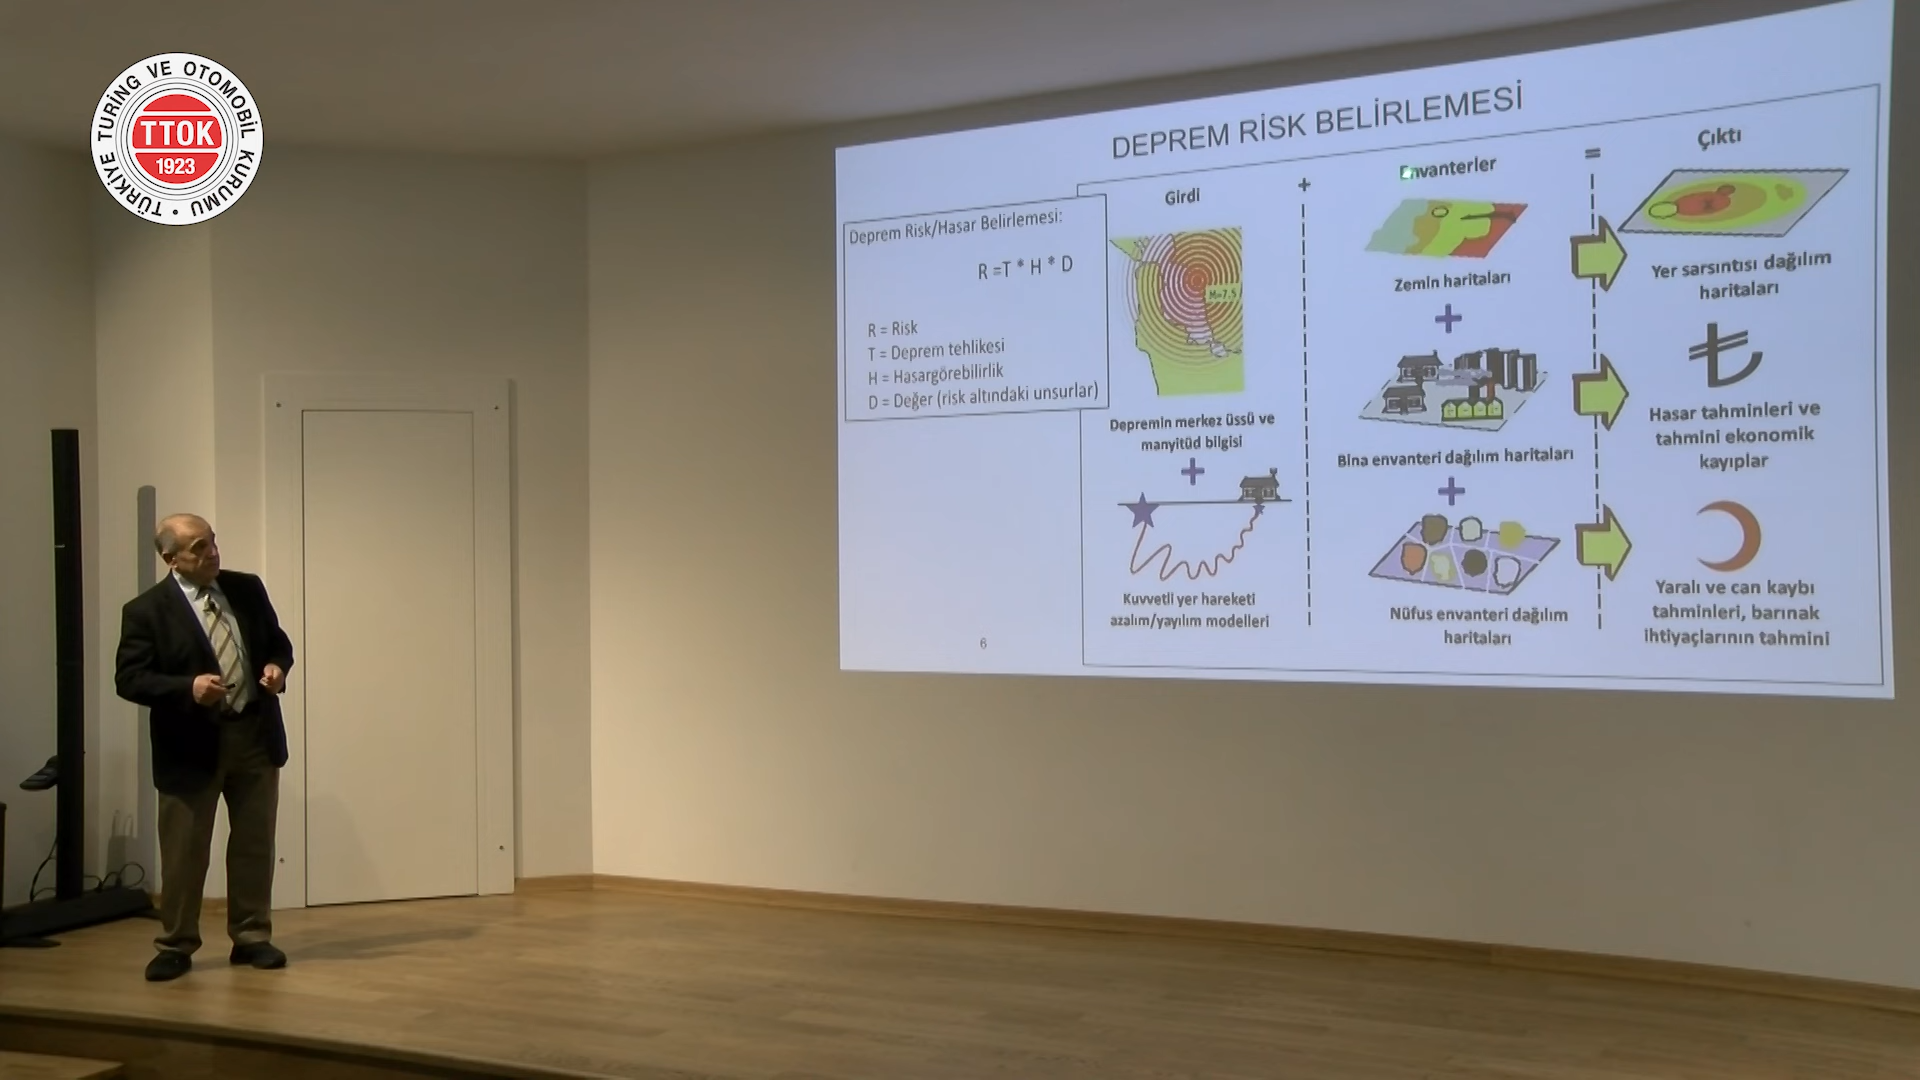 TÜRKİYE TURİNG VE OTOMOBİL KURUMU •
TTOK
1923
DEPREM RİSK BELİRLEMESİ
Deprem Risk/Hasar Belirlemesi:
R =T * H * D
R = Risk
T = Deprem tehlikesi
H = Hasargörebilirlik
D = Değer (risk altındaki unsurlar)
6
Girdi
M=7.5
Depremin merkez üssü ve
manyitüd bilgisi
+
Kuvvetli yer hareketi
azalım/yayılım modelleri
+
Envanterler
Zemin haritaları
+
Bina envanteri dağılım haritaları
+
Nüfus envanteri dağılım
haritaları
=
Çıktı
Yer sarsıntısı dağılım
haritaları
₺
Hasar tahminleri ve
tahmini ekonomik
kayıplar
Yaralı ve can kaybı
tahminleri, barınak
ihtiyaçlarının tahmini